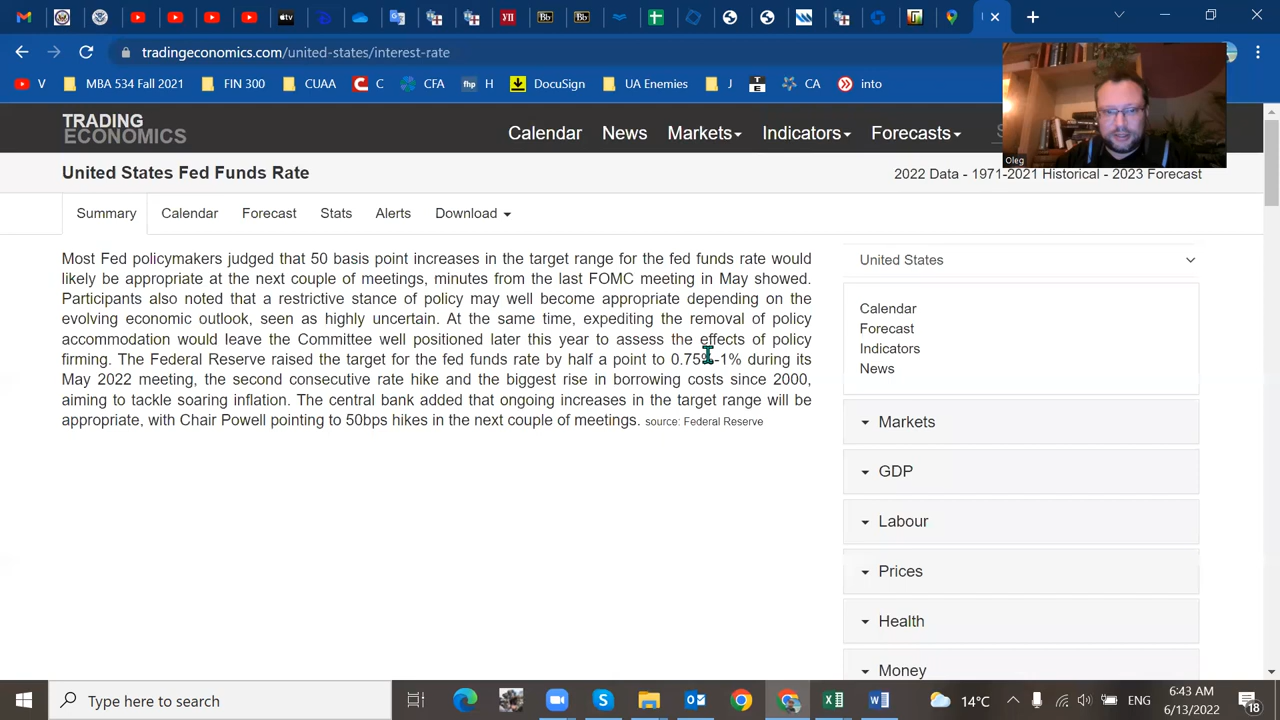 tradingeconomics.com/united-states/interest-rate
V
MBA 534 Fall 2021
FIN 300
CUAA
C
CFA
fhp
H
DocuSign
UA Enemies
J
TE
CA
into
Oleg
TRADING
ECONOMICS
Calendar
News
Markets
Indicators
Forecasts
United States Fed Funds Rate
2022 Data - 1971-2021 Historical - 2023 Forecast
Summary
Calendar
Forecast
Stats
Alerts
Download
Most Fed policymakers judged that 50 basis point increases in the target range for the fed funds rate would
likely be appropriate at the next couple of meetings, minutes from the last FOMC meeting in May showed.
Participants also noted that a restrictive stance of policy may well become appropriate depending on the
evolving economic outlook, seen as highly uncertain. At the same time, expediting the removal of policy
accommodation would leave the Committee well positioned later this year to assess the effects of policy
firming. The Federal Reserve raised the target for the fed funds rate by half a point to 0.75%-1% during its
May 2022 meeting, the second consecutive rate hike and the biggest rise in borrowing costs since 2000,
aiming to tackle soaring inflation. The central bank added that ongoing increases in the target range will be
appropriate, with Chair Powell pointing to 50bps hikes in the next couple of meetings. source: Federal Reserve
United States
Calendar
Forecast
Indicators
News
Markets
GDP
Labour
Prices
Health
Money
Type here to search
14°C
ENG
6:43 AM
6/13/2022
18